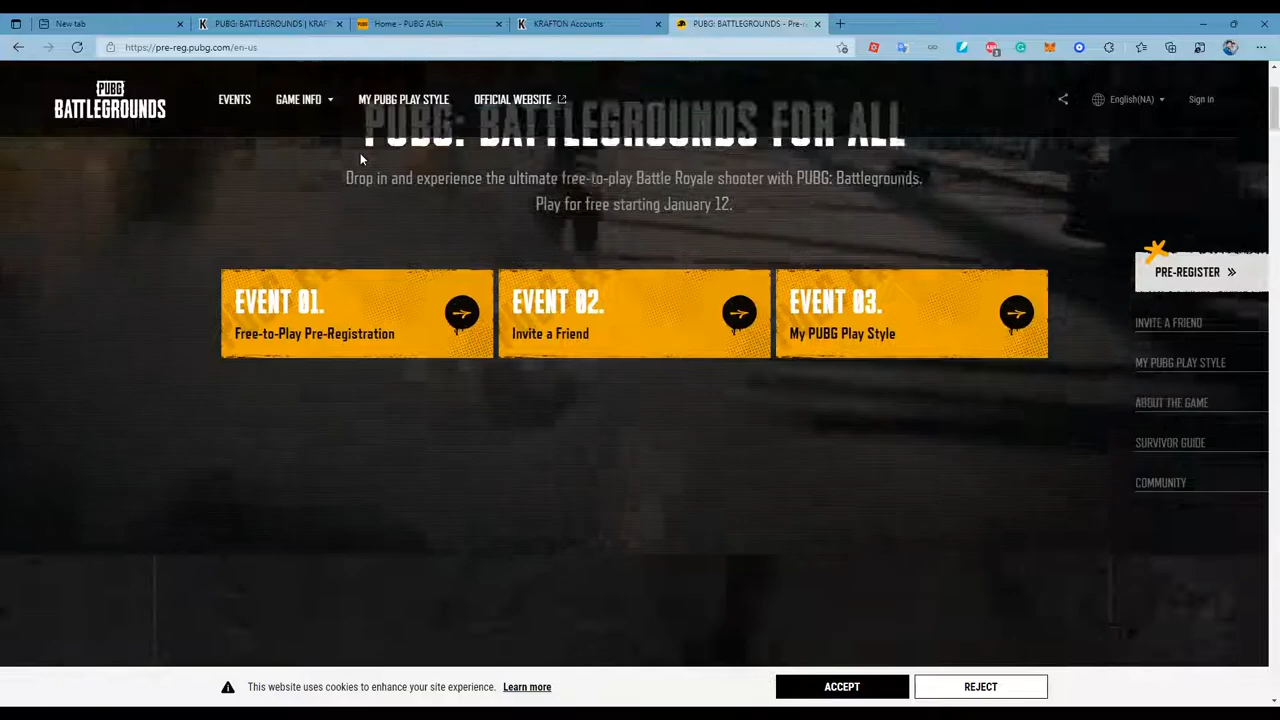 New tab
PUBG: BATTLEGROUNDS | KRAF
Home - PUBG ASIA
KRAFTON Accounts
PUBG: BATTLEGROUNDS - Pre-r
https://pre-reg.pubg.com/en-us
3
PUBG
BATTLEGROUNDS
EVENTS
GAME INFO
MY PUBG PLAY STYLE
OFFICIAL WEBSITE
English(NA)
Sign in
PUBG: BATTLEGROUNDS FOR ALL
Drop in and experience the ultimate free-to-play Battle Royale shooter with PUBG: Battlegrounds.
Play for free starting January 12.
EVENT 01.
Free-to-Play Pre-Registration
EVENT 02.
Invite a Friend
EVENT 03.
My PUBG Play Style
PRE-REGISTER
INVITE A FRIEND
MY PUBG PLAY STYLE
ABOUT THE GAME
SURVIVOR GUIDE
COMMUNITY
This website uses cookies to enhance your site experience. Learn more
ACCEPT
REJECT